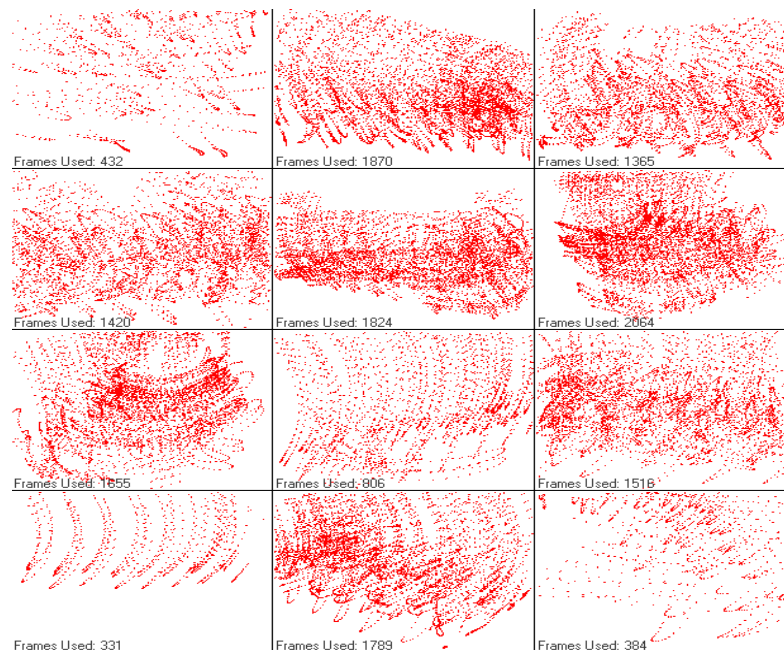 Frames Used: 432
Frames Used: 1870
Frames Used: 1365
Frames Used: 1420
Frames Used: 1824
Frames Used: 2064
Frames Used: 1655
Frames Used: 806
Frames Used: 1516
Frames Used: 331
Frames Used: 1789
Frames Used: 384